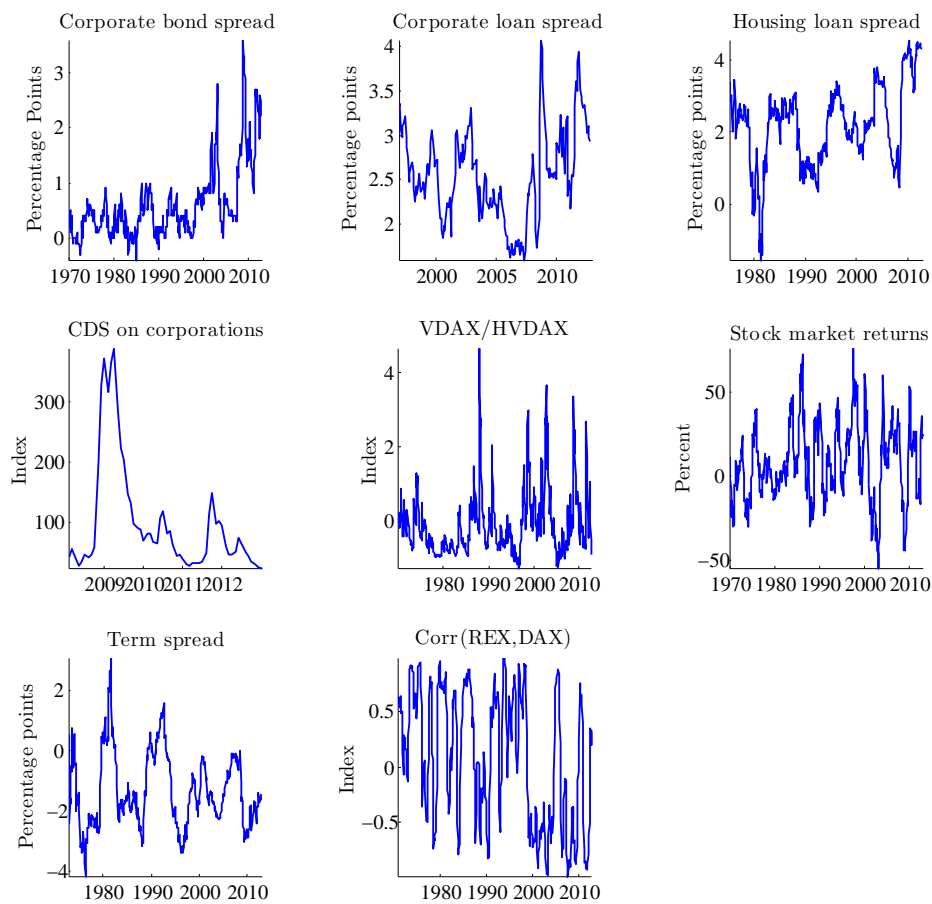 Corporate bond spread
Percentage Points
3
2
1
0
1970 1980 1990 2000 2010
Corporate loan spread
Percentage points
4
3.5
3
2.5
2
2000 2005 2010
Housing loan spread
Percentage points
4
2
0
1980 1990 2000 2010
CDS on corporations
Index
300
200
100
2009 2010 2011 2012
VDAX/HVDAX
Index
4
2
0
1980 1990 2000 2010
Stock market returns
Percent
50
0
−50
1970 1980 1990 2000 2010
Term spread
Percentage points
2
0
−2
−4
1980 1990 2000 2010
Corr(REX,DAX)
Index
0.5
0
−0.5
1980 1990 2000 2010